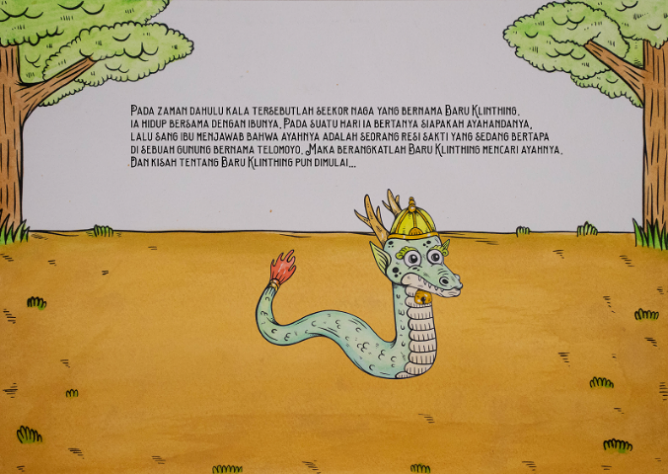 Pada zaman dahulu kala tersebutlah seekor naga yang bernama Baru Klinthing.
ia hidup bersama dengan ibunya. Pada suatu hari ia bertanya siapakah ayahandanya,
lalu sang ibu menjawab bahwa ayahnya adalah seorang resi sakti yang sedang bertapa
di sebuah gunung bernama telomoyo. Maka berangkatlah Baru Klinthing mencari ayahnya.
Dan kisah tentang Baru Klinthing pun dimulai...